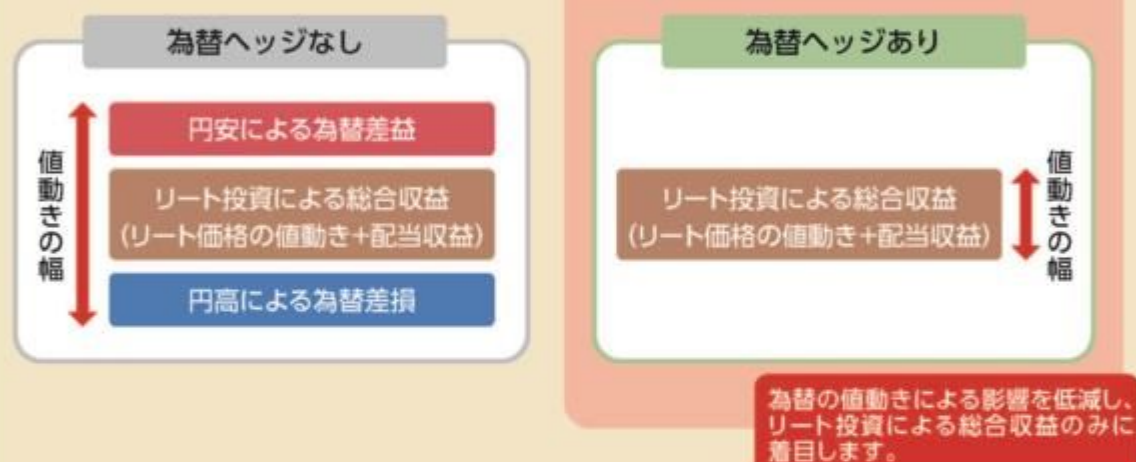 為替ヘッジなし
値動きの幅
円安による為替差益
リート投資による総合収益
(リート価格の値動き+配当収益)
円高による為替差損
為替ヘッジあり
リート投資による総合収益
(リート価格の値動き+配当収益)
値動きの幅
為替の値動きによる影響を低減し、
リート投資による総合収益のみに
着目します。